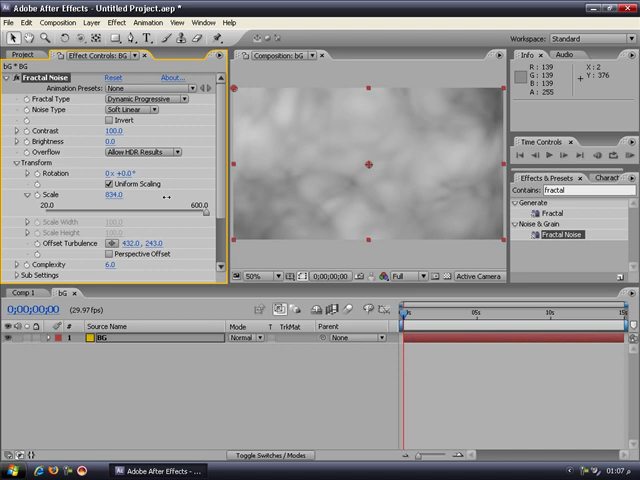 Adobe After Effects - Untitled Project.aep *
File Edit Composition Layer Effect Animation View Window Help
Workspace: Standard
Project Effect Controls: BG
bG * BG
Fractal Noise Reset About...
Animation Presets: None
Fractal Type Dynamic Progressive
Noise Type Soft Linear
Invert
Contrast 100.0
Brightness 0.0
Overflow Allow HDR Results
Transform
Rotation 0 x +0.0°
Uniform Scaling
Scale 834.0
20.0 600.0
Scale Width 100.0
Scale Height 100.0
Offset Turbulence 432.0, 243.0
Perspective Offset
Complexity 6.0
Sub Settings
Composition: bG
50% 0;00;00;00 Full Active Camera
Info Audio
R: 139 X: 2
G: 139 Y: 376
B: 139
A: 255
Time Controls
Effects & Presets Charact
Contains: fractal
Generate
Fractal
Noise & Grain
Fractal Noise
Comp 1 bG
0;00;00;00 (29.97 fps)
# Source Name Mode T TrkMat Parent
05s 10s 15s
1 BG Normal None
Toggle Switches / Modes
Adobe After Effects - ...
01:07 م